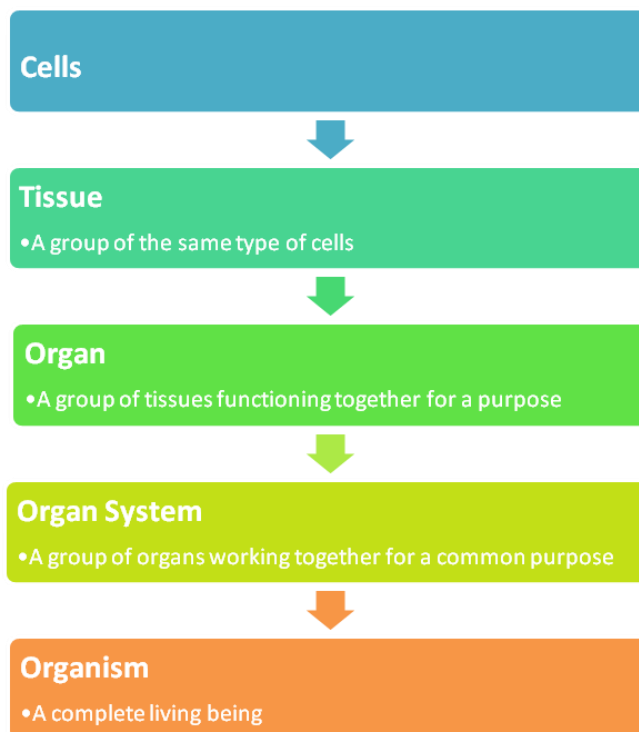 Cells
Tissue
•A group of the same type of cells
Organ
•A group of tissues functioning together for a purpose
Organ System
•A group of organs working together for a common purpose
Organism
•A complete living being